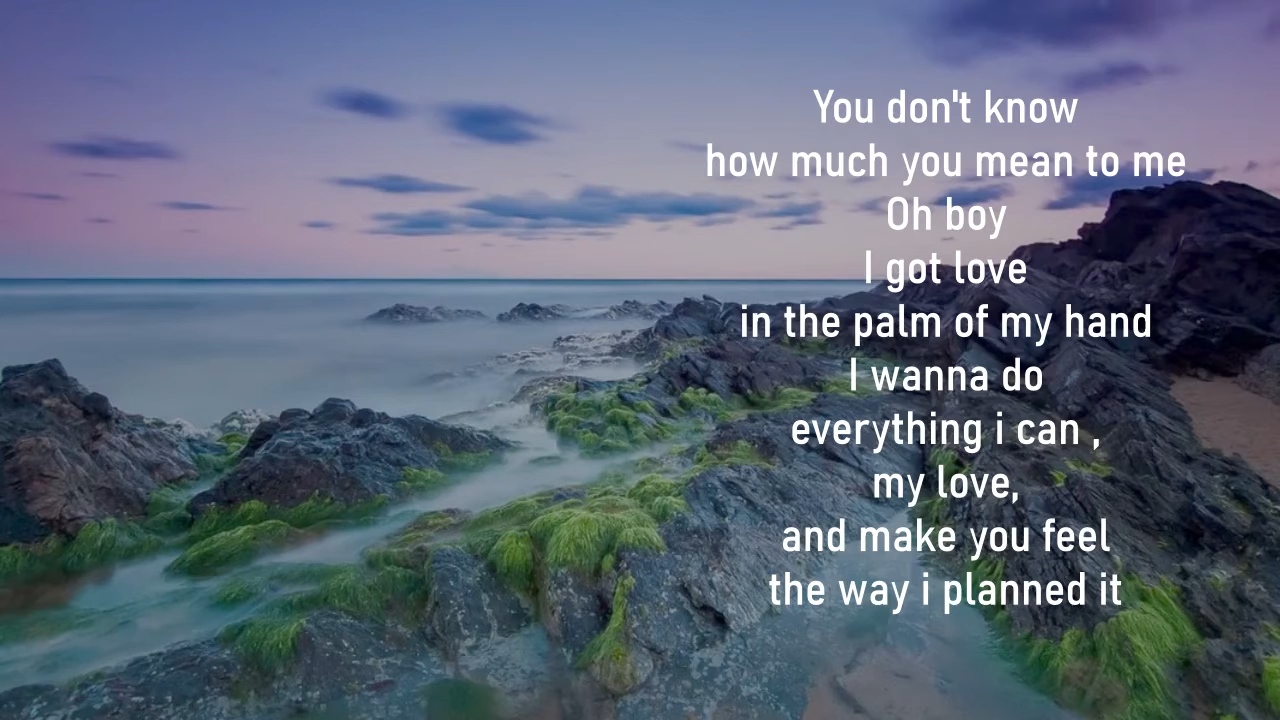 You don't know
how much you mean to me
Oh boy
I got love
in the palm of my hand
I wanna do
everything i can ,
my love,
and make you feel
the way i planned it